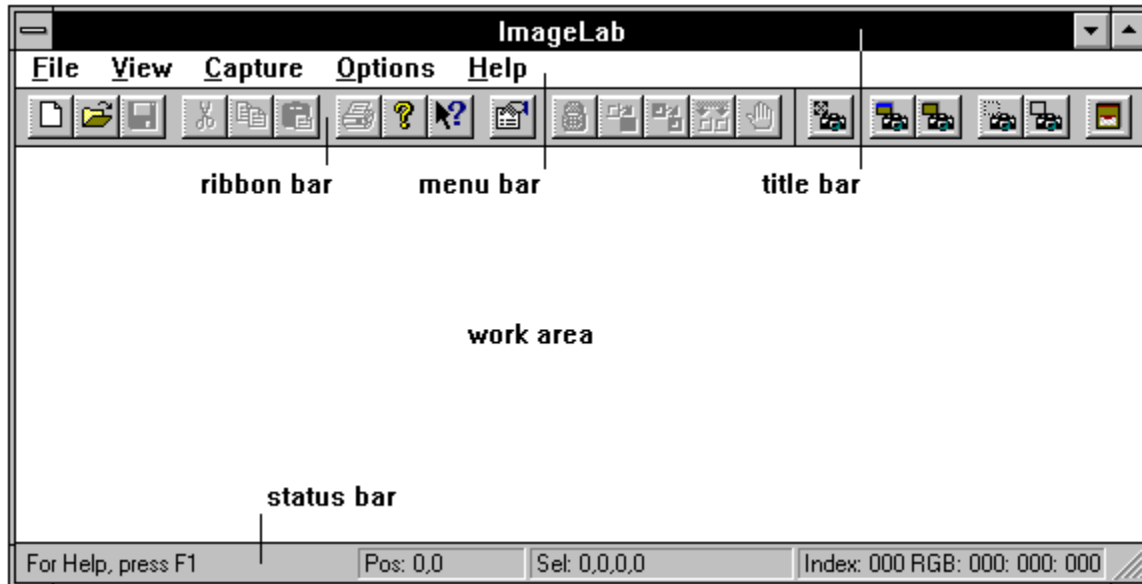 ImageLab
File View Capture Options Help
ribbon bar menu bar title bar
work area
status bar
For Help, press F1 Pos: 0,0 Sel: 0,0,0,0 Index: 000 RGB: 000: 000: 000